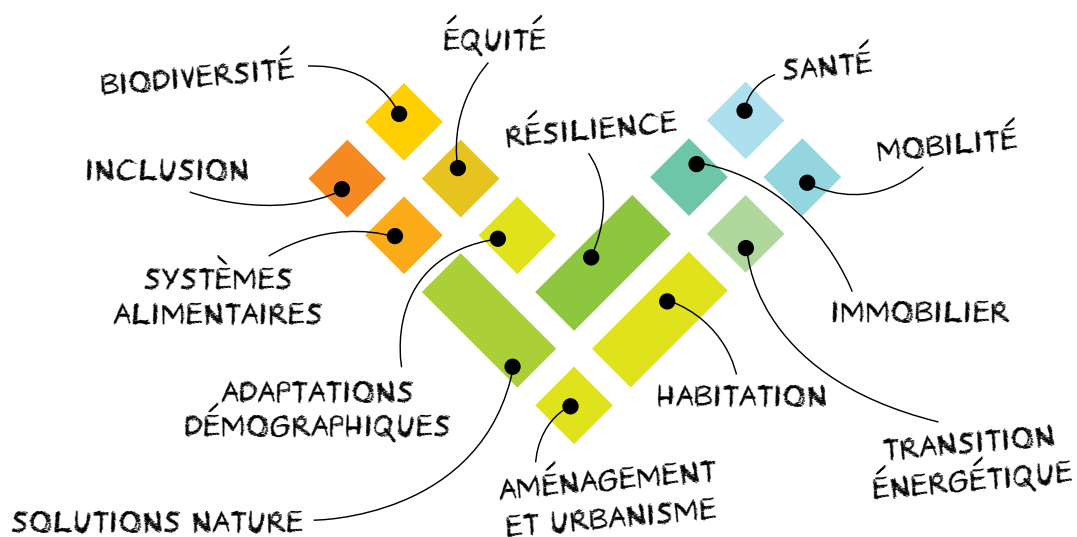 ÉQUITÉ
BIODIVERSITÉ
SANTÉ
RÉSILIENCE
MOBILITÉ
INCLUSION
SYSTÈMES
ALIMENTAIRES
IMMOBILIER
ADAPTATIONS
DÉMOGRAPHIQUES
HABITATION
TRANSITION
ÉNERGÉTIQUE
AMÉNAGEMENT
ET URBANISME
SOLUTIONS NATURE